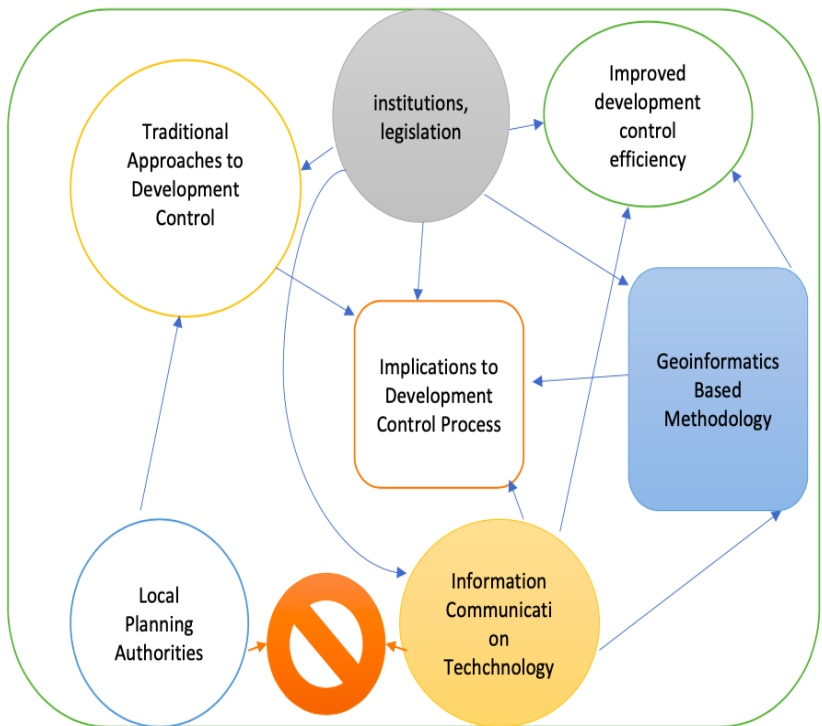 institutions,
legislation
Improved
development
control
efficiency
Traditional
Approaches to
Development
Control
Implications to
Development
Control Process
Geoinformatics
Based
Methodology
Local
Planning
Authorities
Information
Communicati
on
Techchnology